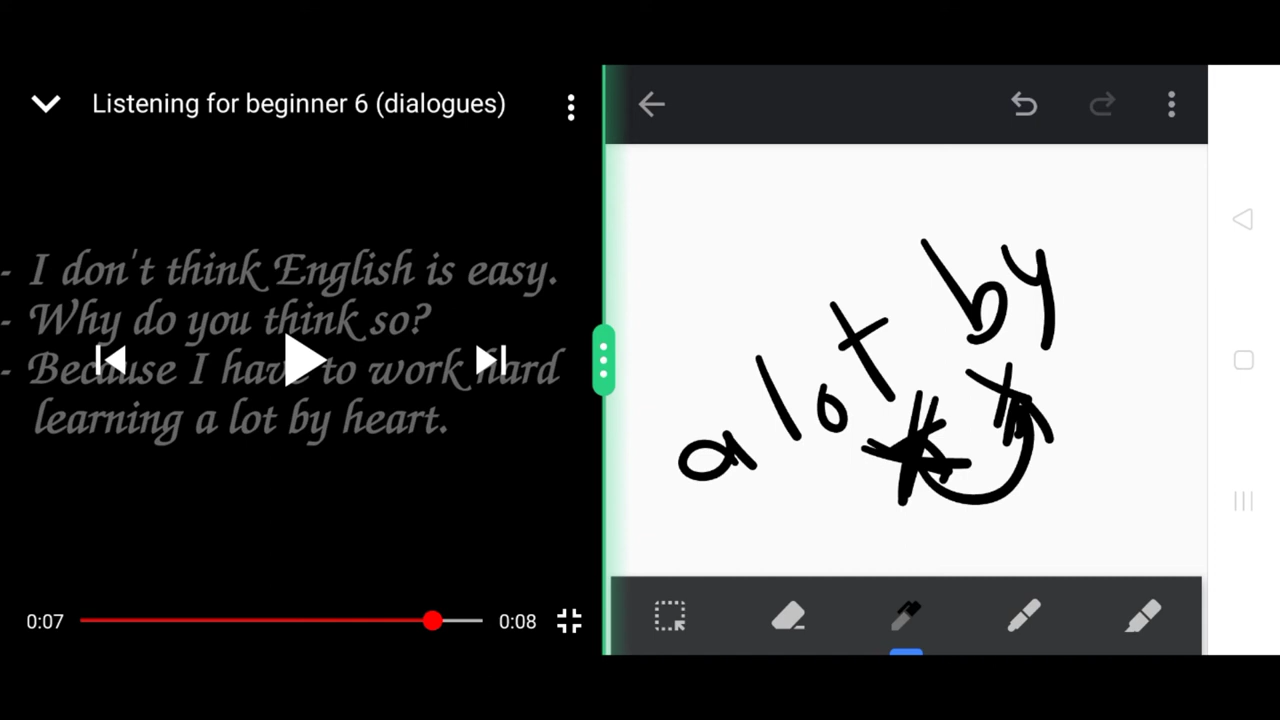 Listening for beginner 6 (dialogues)
- I don't think English is easy.
- Why do you think so?
- Because I have to work hard
learning a lot by heart.
0:07
0:08
a lot by